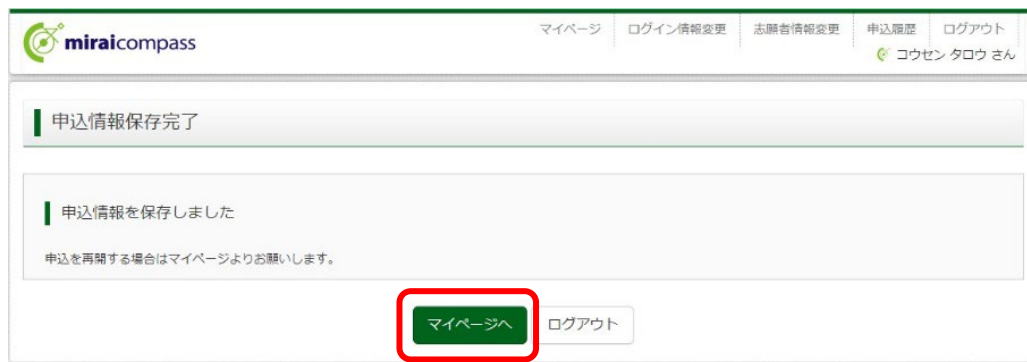 miraicompass
マイページ ログイン情報変更 志願者情報変更 申込履歴 ログアウト
コウセン タロウ さん
申込情報保存完了
申込情報を保存しました
申込を再開する場合はマイページよりお願いします。
マイページへ ログアウト